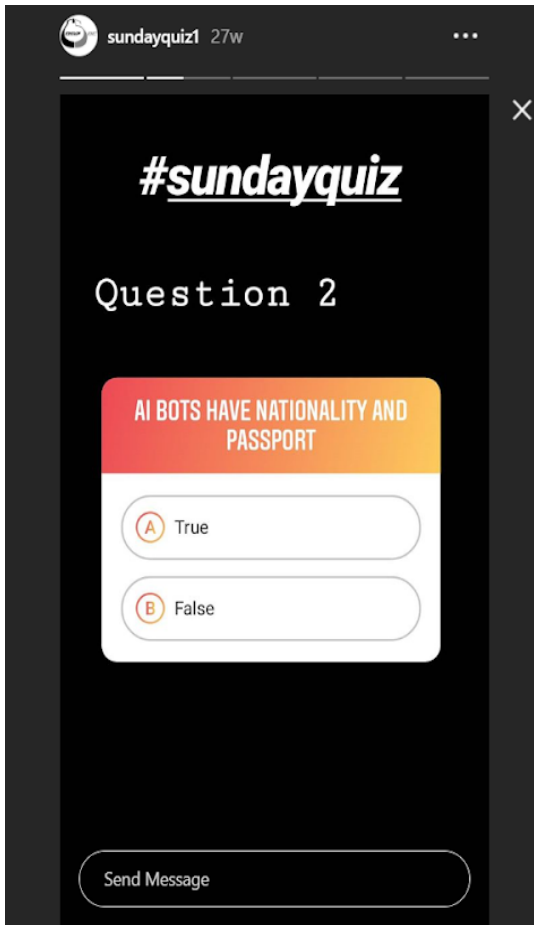 sundayquiz1 27w
#sundayquiz
Question 2
AI BOTS HAVE NATIONALITY AND
PASSPORT
A True
B False
Send Message